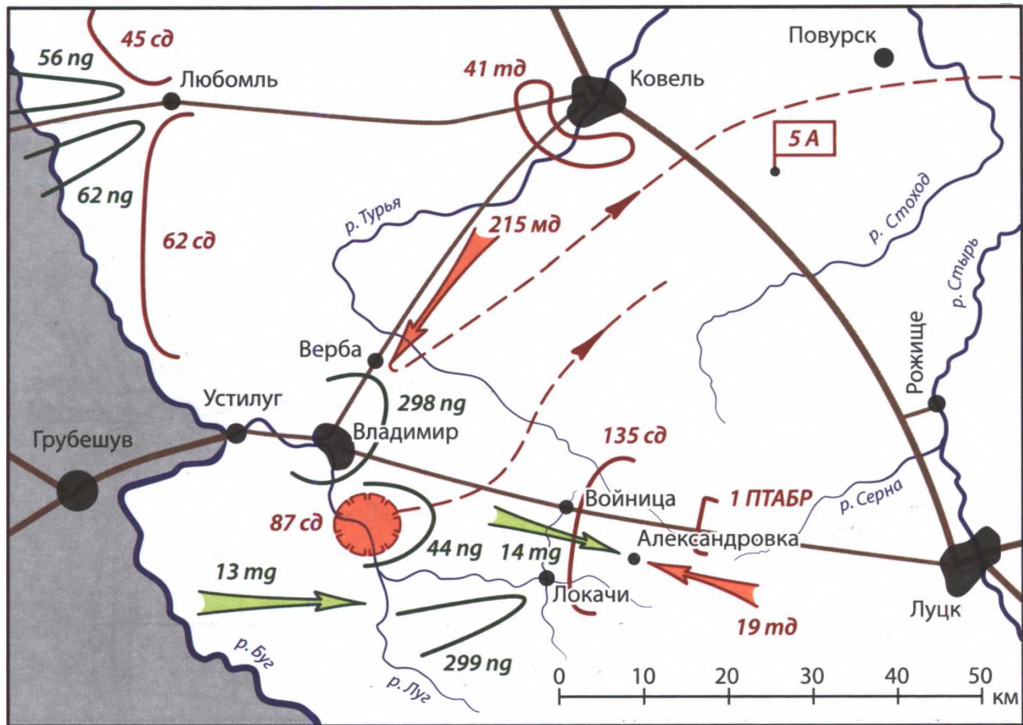 45 сд
56 пд
Любомль
41 тд
Ковель
Повурск
5 А
62 пд
62 сд
р. Турья
215 мд
р. Стоход
р. Стырь
Верба
Рожище
Устилуг
298 пд
Грубешув
Владимир
135 сд
Войница
1 ПТАБР
р. Серна
87 сд
44 пд
14 тд
Александровка
13 тд
Локачи
19 тд
Луцк
299 пд
р. Буг
р. Луг
0 10 20 30 40 50 км